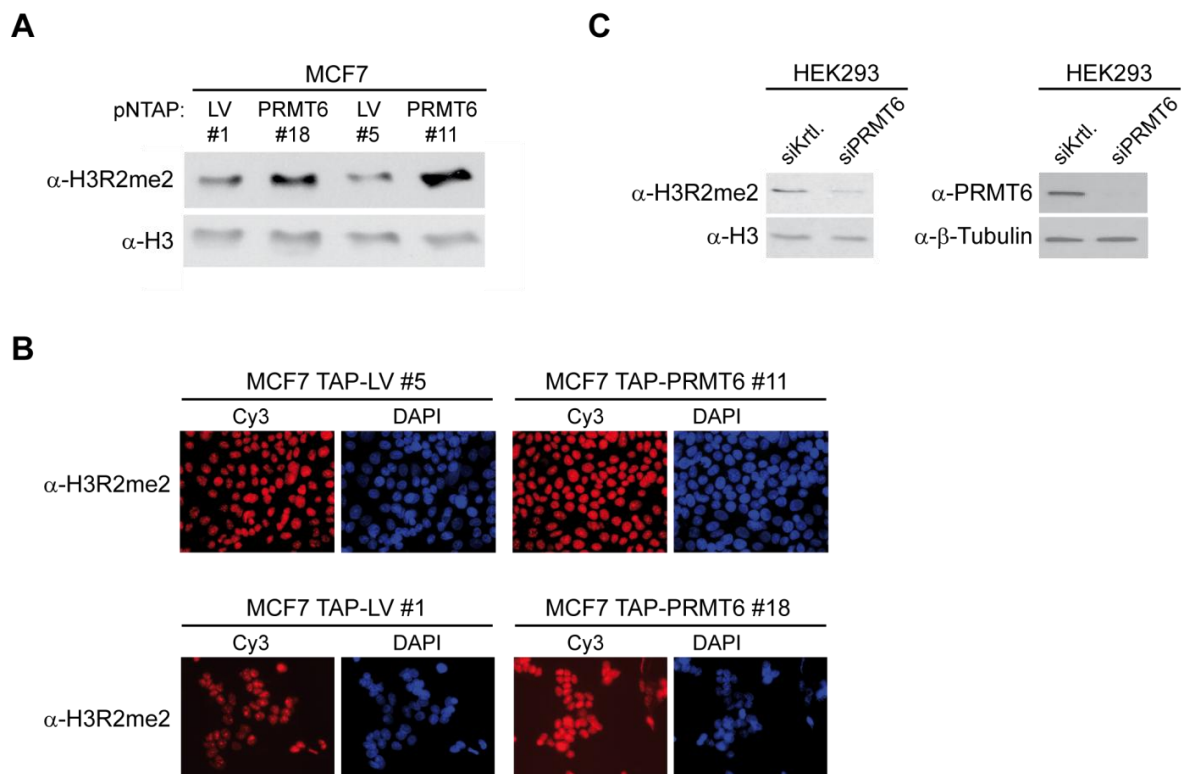 A
MCF7
pNTAP: LV PRMT6 LV PRMT6
#1 #18 #5 #11
α-H3R2me2
α-H3
C
HEK293 HEK293
siKrtl. siPRMT6 siKrtl. siPRMT6
α-H3R2me2 α-PRMT6
α-H3 α-β-Tubulin
B
MCF7 TAP-LV #5 MCF7 TAP-PRMT6 #11
Cy3 DAPI Cy3 DAPI
α-H3R2me2
MCF7 TAP-LV #1 MCF7 TAP-PRMT6 #18
Cy3 DAPI Cy3 DAPI
α-H3R2me2